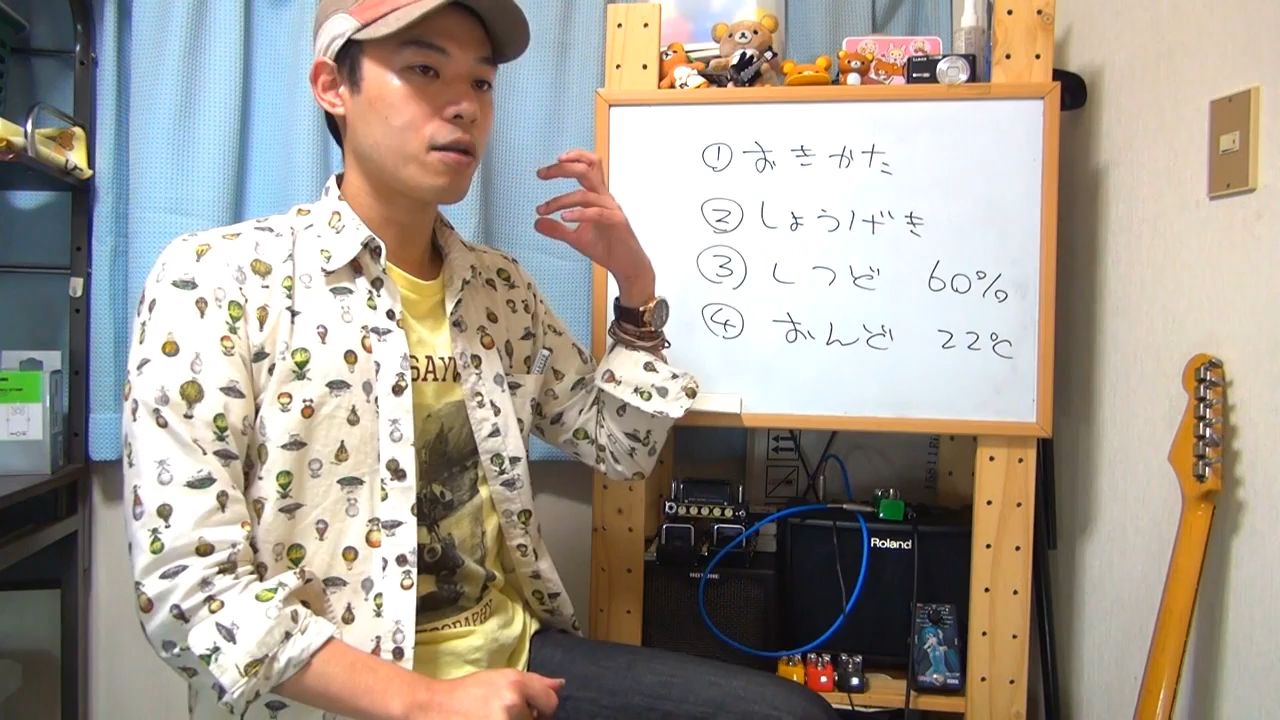 ① おきかた
② しょうげき
③ しつど 60%
④ おんど 22℃
Roland
HOTONE